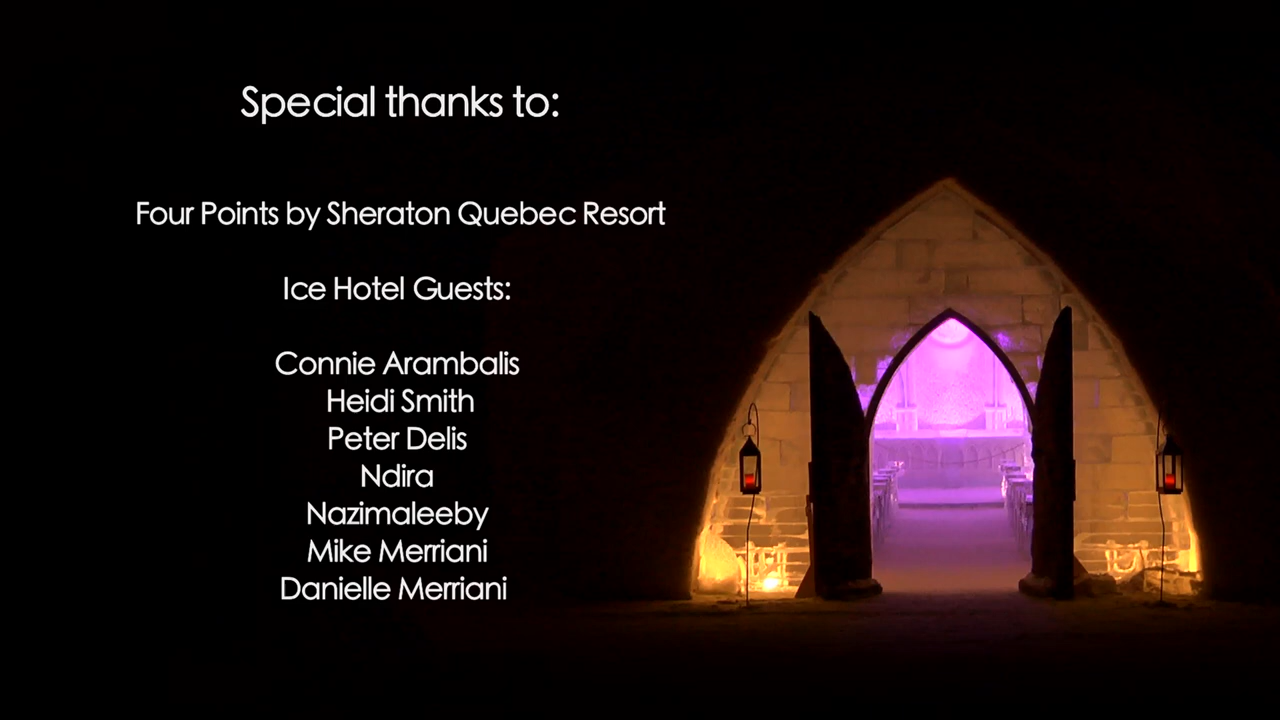 Special thanks to:
Four Points by Sheraton Quebec Resort
Ice Hotel Guests:
Connie Arambalis
Heidi Smith
Peter Delis
Ndira
Nazimaleeby
Mike Merriani
Danielle Merriani